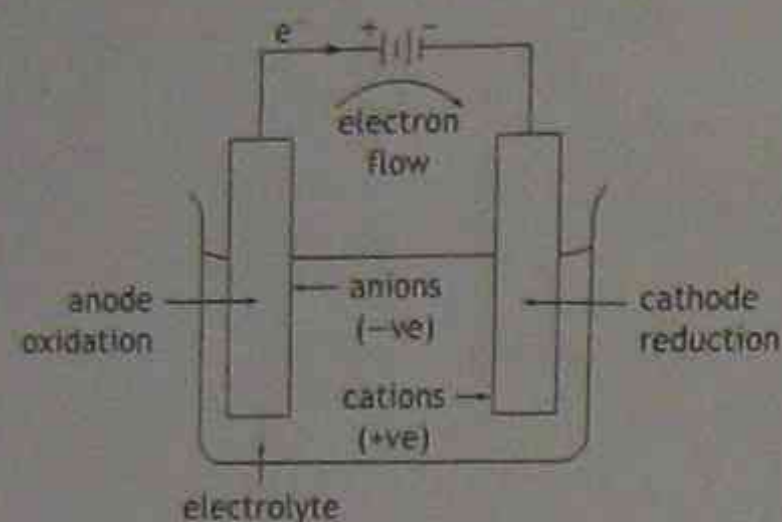 e⁻
+ −
electron
flow
anode
oxidation
anions
(−ve)
cathode
reduction
cations
(+ve)
electrolyte